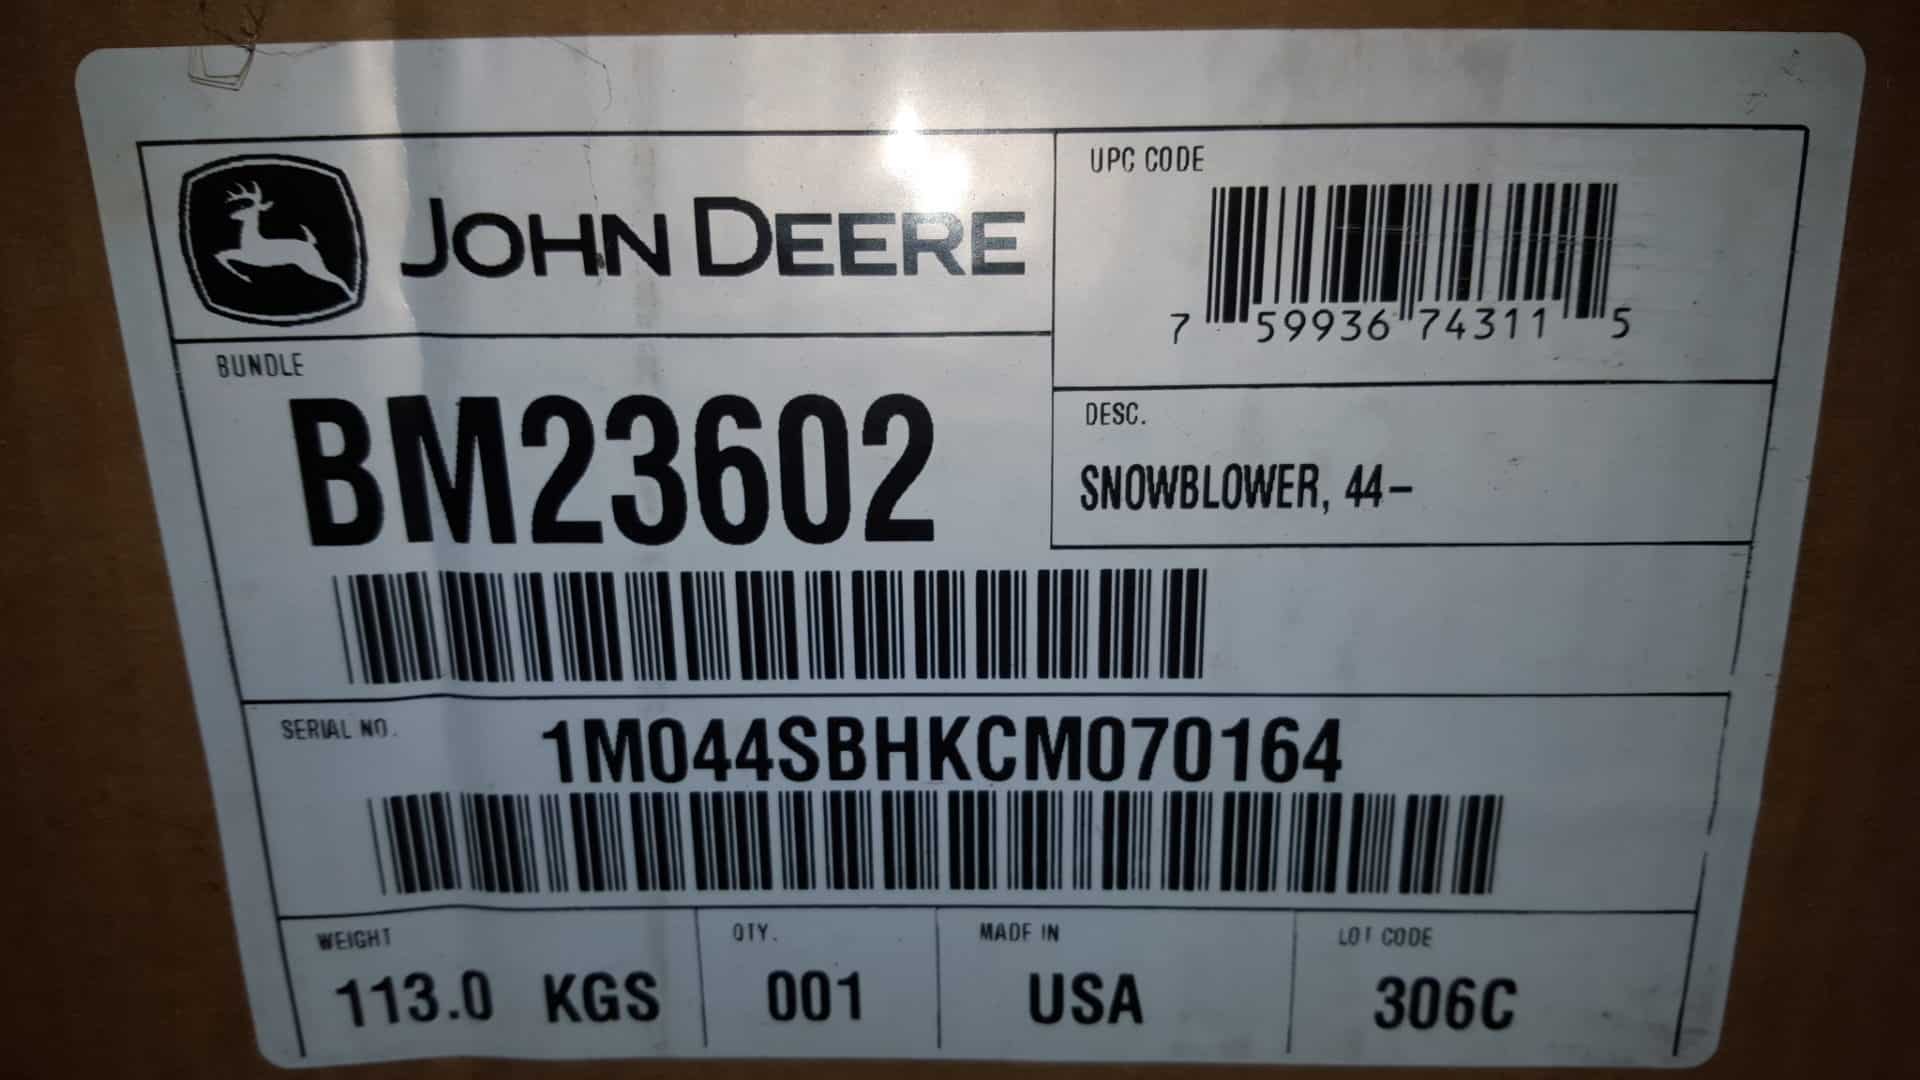 JOHN DEERE
UPC CODE
7 59936 74311 5
BUNDLE
BM23602
DESC.
SNOWBLOWER, 44-
SERIAL NO.
1M044SBHKCM070164
WEIGHT
113.0 KGS
QTY.
001
MADE IN
USA
LOT CODE
306C